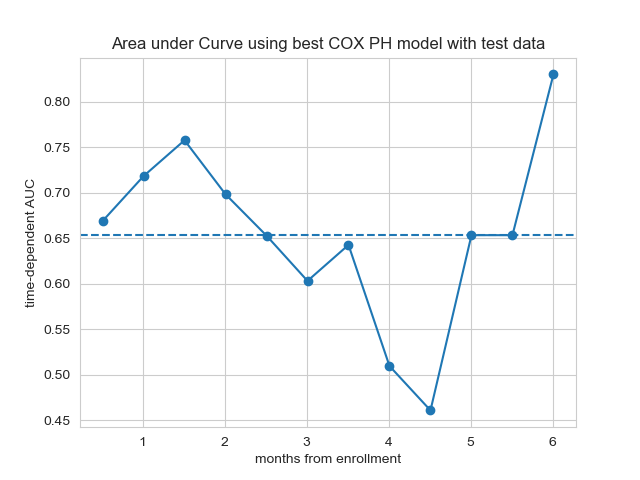 Area under Curve using best COX PH model with test data
time-dependent AUC
0.80
0.75
0.70
0.65
0.60
0.55
0.50
0.45
1 2 3 4 5 6
months from enrollment